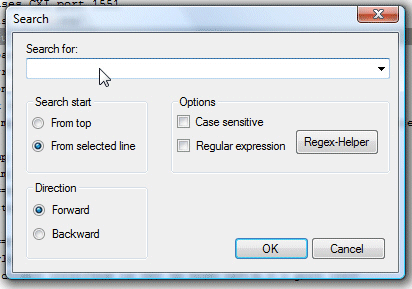 ses CXI port 1551
Search
Search for:
Search start
From top
From selected line
Options
Case sensitive
Regular expression
Regex-Helper
Direction
Forward
Backward
OK
Cancel